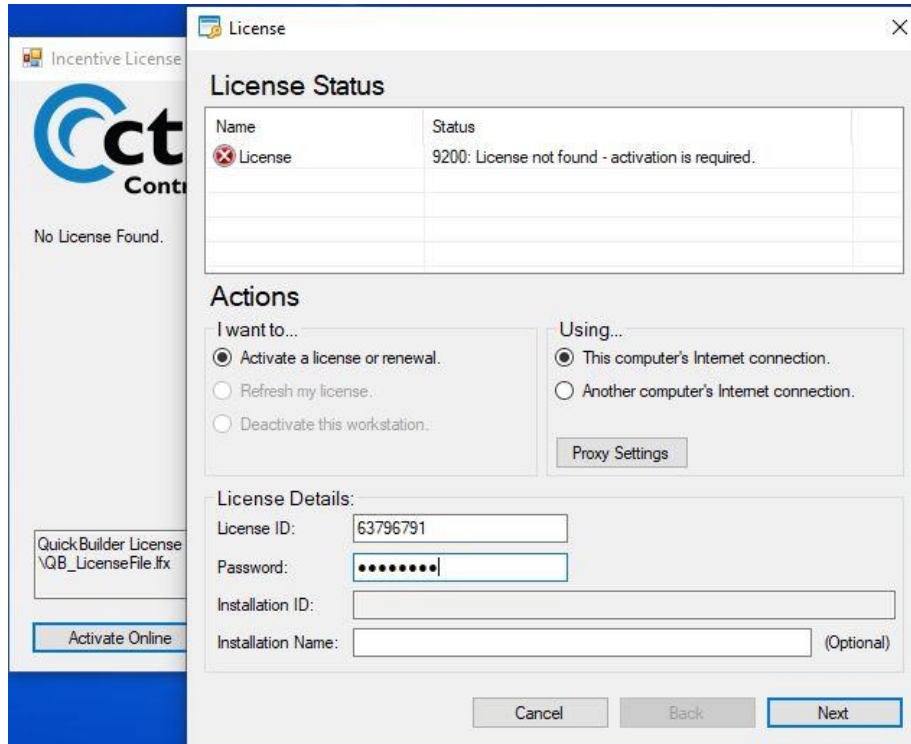 License
Incentive License
ct
Contr
No License Found.
QuickBuilder License
\QB_LicenseFile.lfx
Activate Online
License Status
Name Status
License 9200: License not found - activation is required.
Actions
I want to...
Activate a license or renewal.
Refresh my license.
Deactivate this workstation.
Using...
This computer's Internet connection.
Another computer's Internet connection.
Proxy Settings
License Details:
License ID: 63796791
Password: ●●●●●●●●
Installation ID:
Installation Name: (Optional)
Cancel Back Next